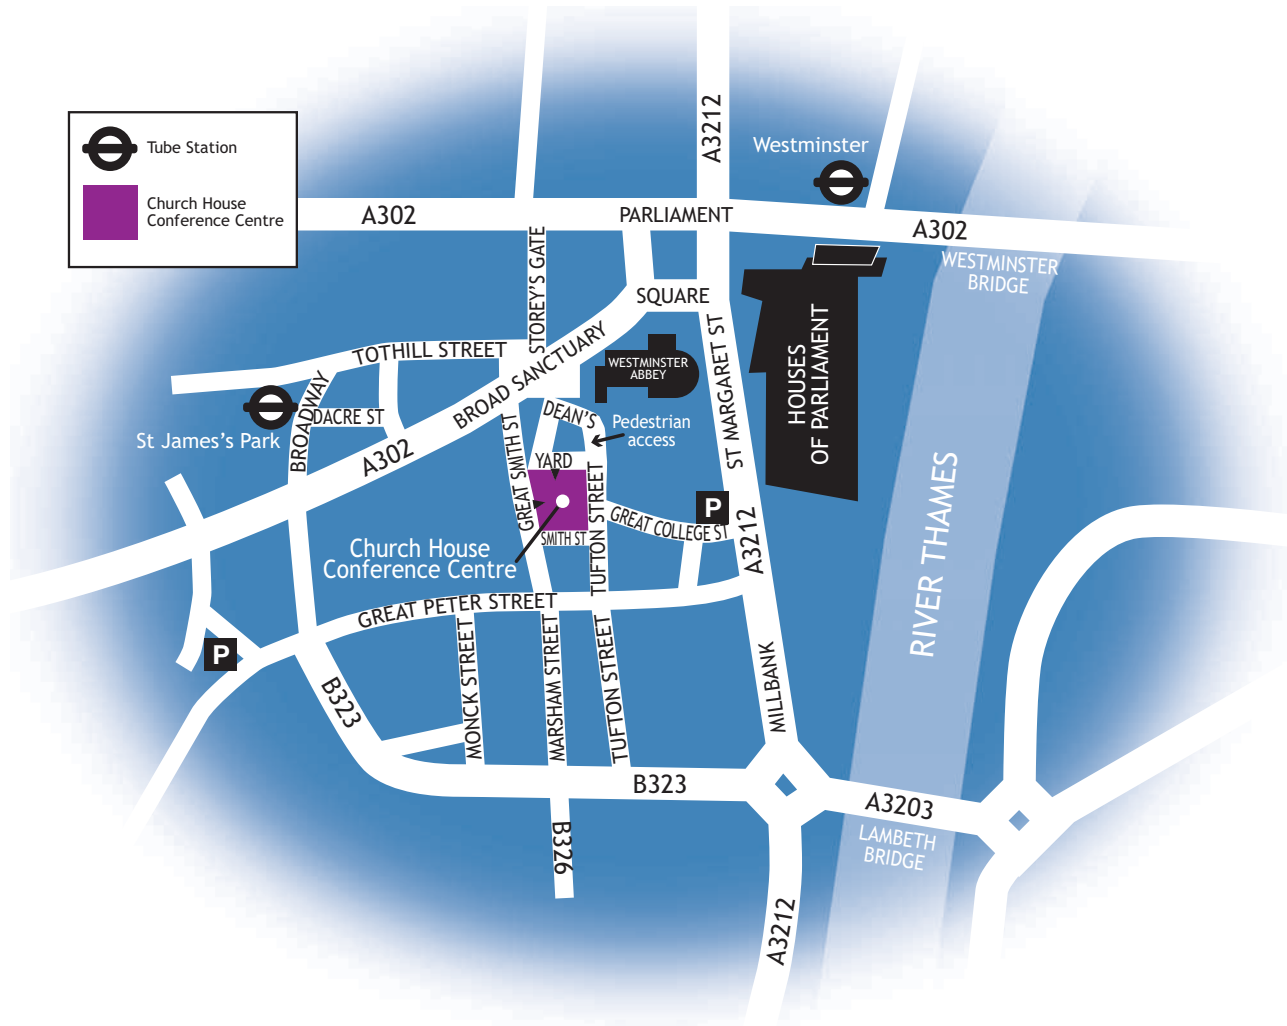 Tube Station
Church House
Conference Centre
A3212
Westminster
A302
PARLIAMENT
A302
WESTMINSTER
BRIDGE
STOREY'S GATE
SQUARE
TOTHILL STREET
BROAD SANCTUARY
WESTMINSTER
ABBEY
ST MARGARET ST
HOUSES
OF PARLIAMENT
BROADWAY
DACRE ST
St James's Park
A302
GREAT SMITH ST
DEAN'S
YARD
Pedestrian
access
TUFTON STREET
GREAT COLLEGE ST
P
SMITH ST
A3212
Church House
Conference Centre
RIVER THAMES
GREAT PETER STREET
P
B323
MONCK STREET
MARSHAM STREET
TUFTON STREET
MILLBANK
B323
A3203
LAMBETH
BRIDGE
B326
A3212